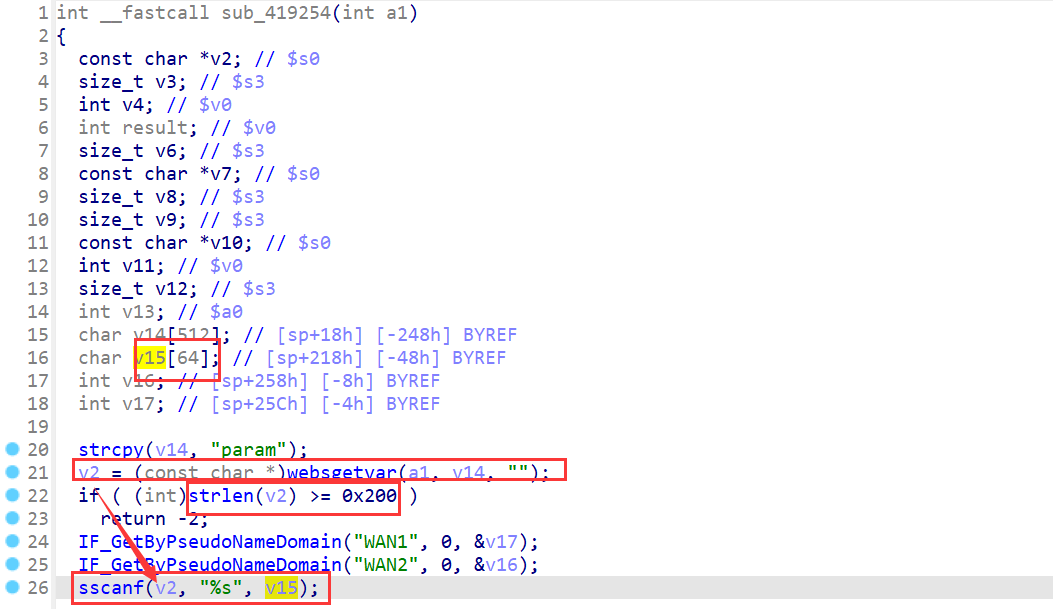 1 int __fastcall sub_419254(int a1)
2 {
3 const char *v2; // $s0
4 size_t v3; // $s3
5 int v4; // $v0
6 int result; // $v0
7 size_t v6; // $s3
8 const char *v7; // $s0
9 size_t v8; // $s3
10 size_t v9; // $s3
11 const char *v10; // $s0
12 int v11; // $v0
13 size_t v12; // $s3
14 int v13; // $a0
15 char v14[512]; // [sp+18h] [-248h] BYREF
16 char v15[64]; // [sp+218h] [-48h] BYREF
17 int v16; // [sp+258h] [-8h] BYREF
18 int v17; // [sp+25Ch] [-4h] BYREF
19
20 strcpy(v14, "param");
21 v2 = (const char *)websgetvar(a1, v14, "");
22 if ( (int)strlen(v2) >= 0x200 )
23 return -2;
24 IF_GetByPseudoNameDomain("WAN1", 0, &v17);
25 IF_GetByPseudoNameDomain("WAN2", 0, &v16);
26 sscanf(v2, "%s", v15);